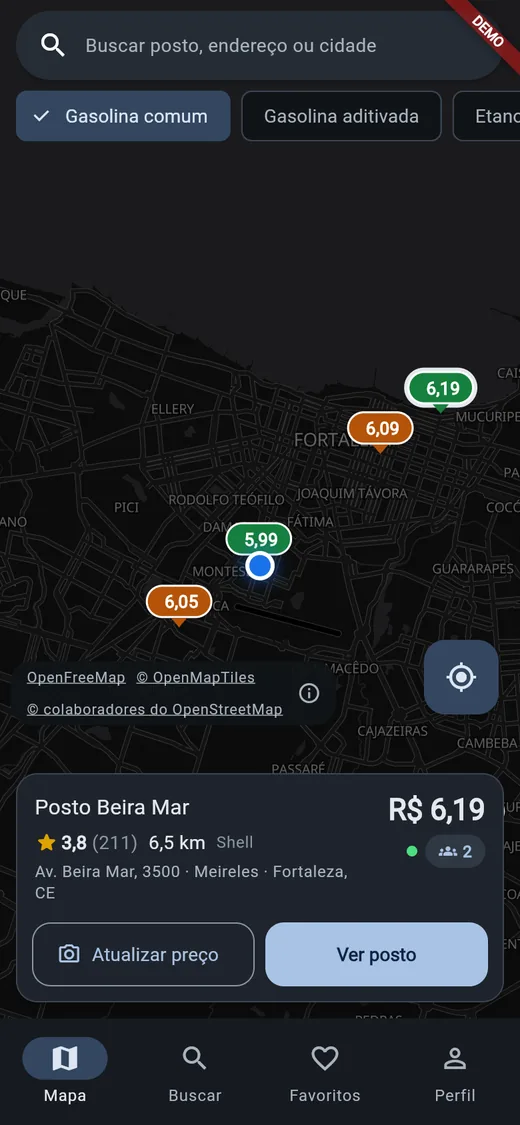 Buscar posto, endereço ou cidade
DEMO
Gasolina comum
Gasolina aditivada
Etano
QUE
CAIS
6,19
ELLERY
MUCURIPE
6,09
FORTAL
PICI
RODOLFO TEÓFILO
JOAQUIM TÁVORA
ANO
DAM
FÁTIMA
COCÓ
5,99
MONTES
GUARARAPES
6,05
CA
MACÊDO
OpenFreeMap © OpenMapTiles
© colaboradores do OpenStreetMap
CAJAZEIRAS
CAMBEBA
PASSARÉ
Posto Beira Mar
R$ 6,19
3,8 (211) 6,5 km Shell
2
Av. Beira Mar, 3500 · Meireles · Fortaleza,
CE
Atualizar preço
Ver posto
Mapa
Buscar
Favoritos
Perfil